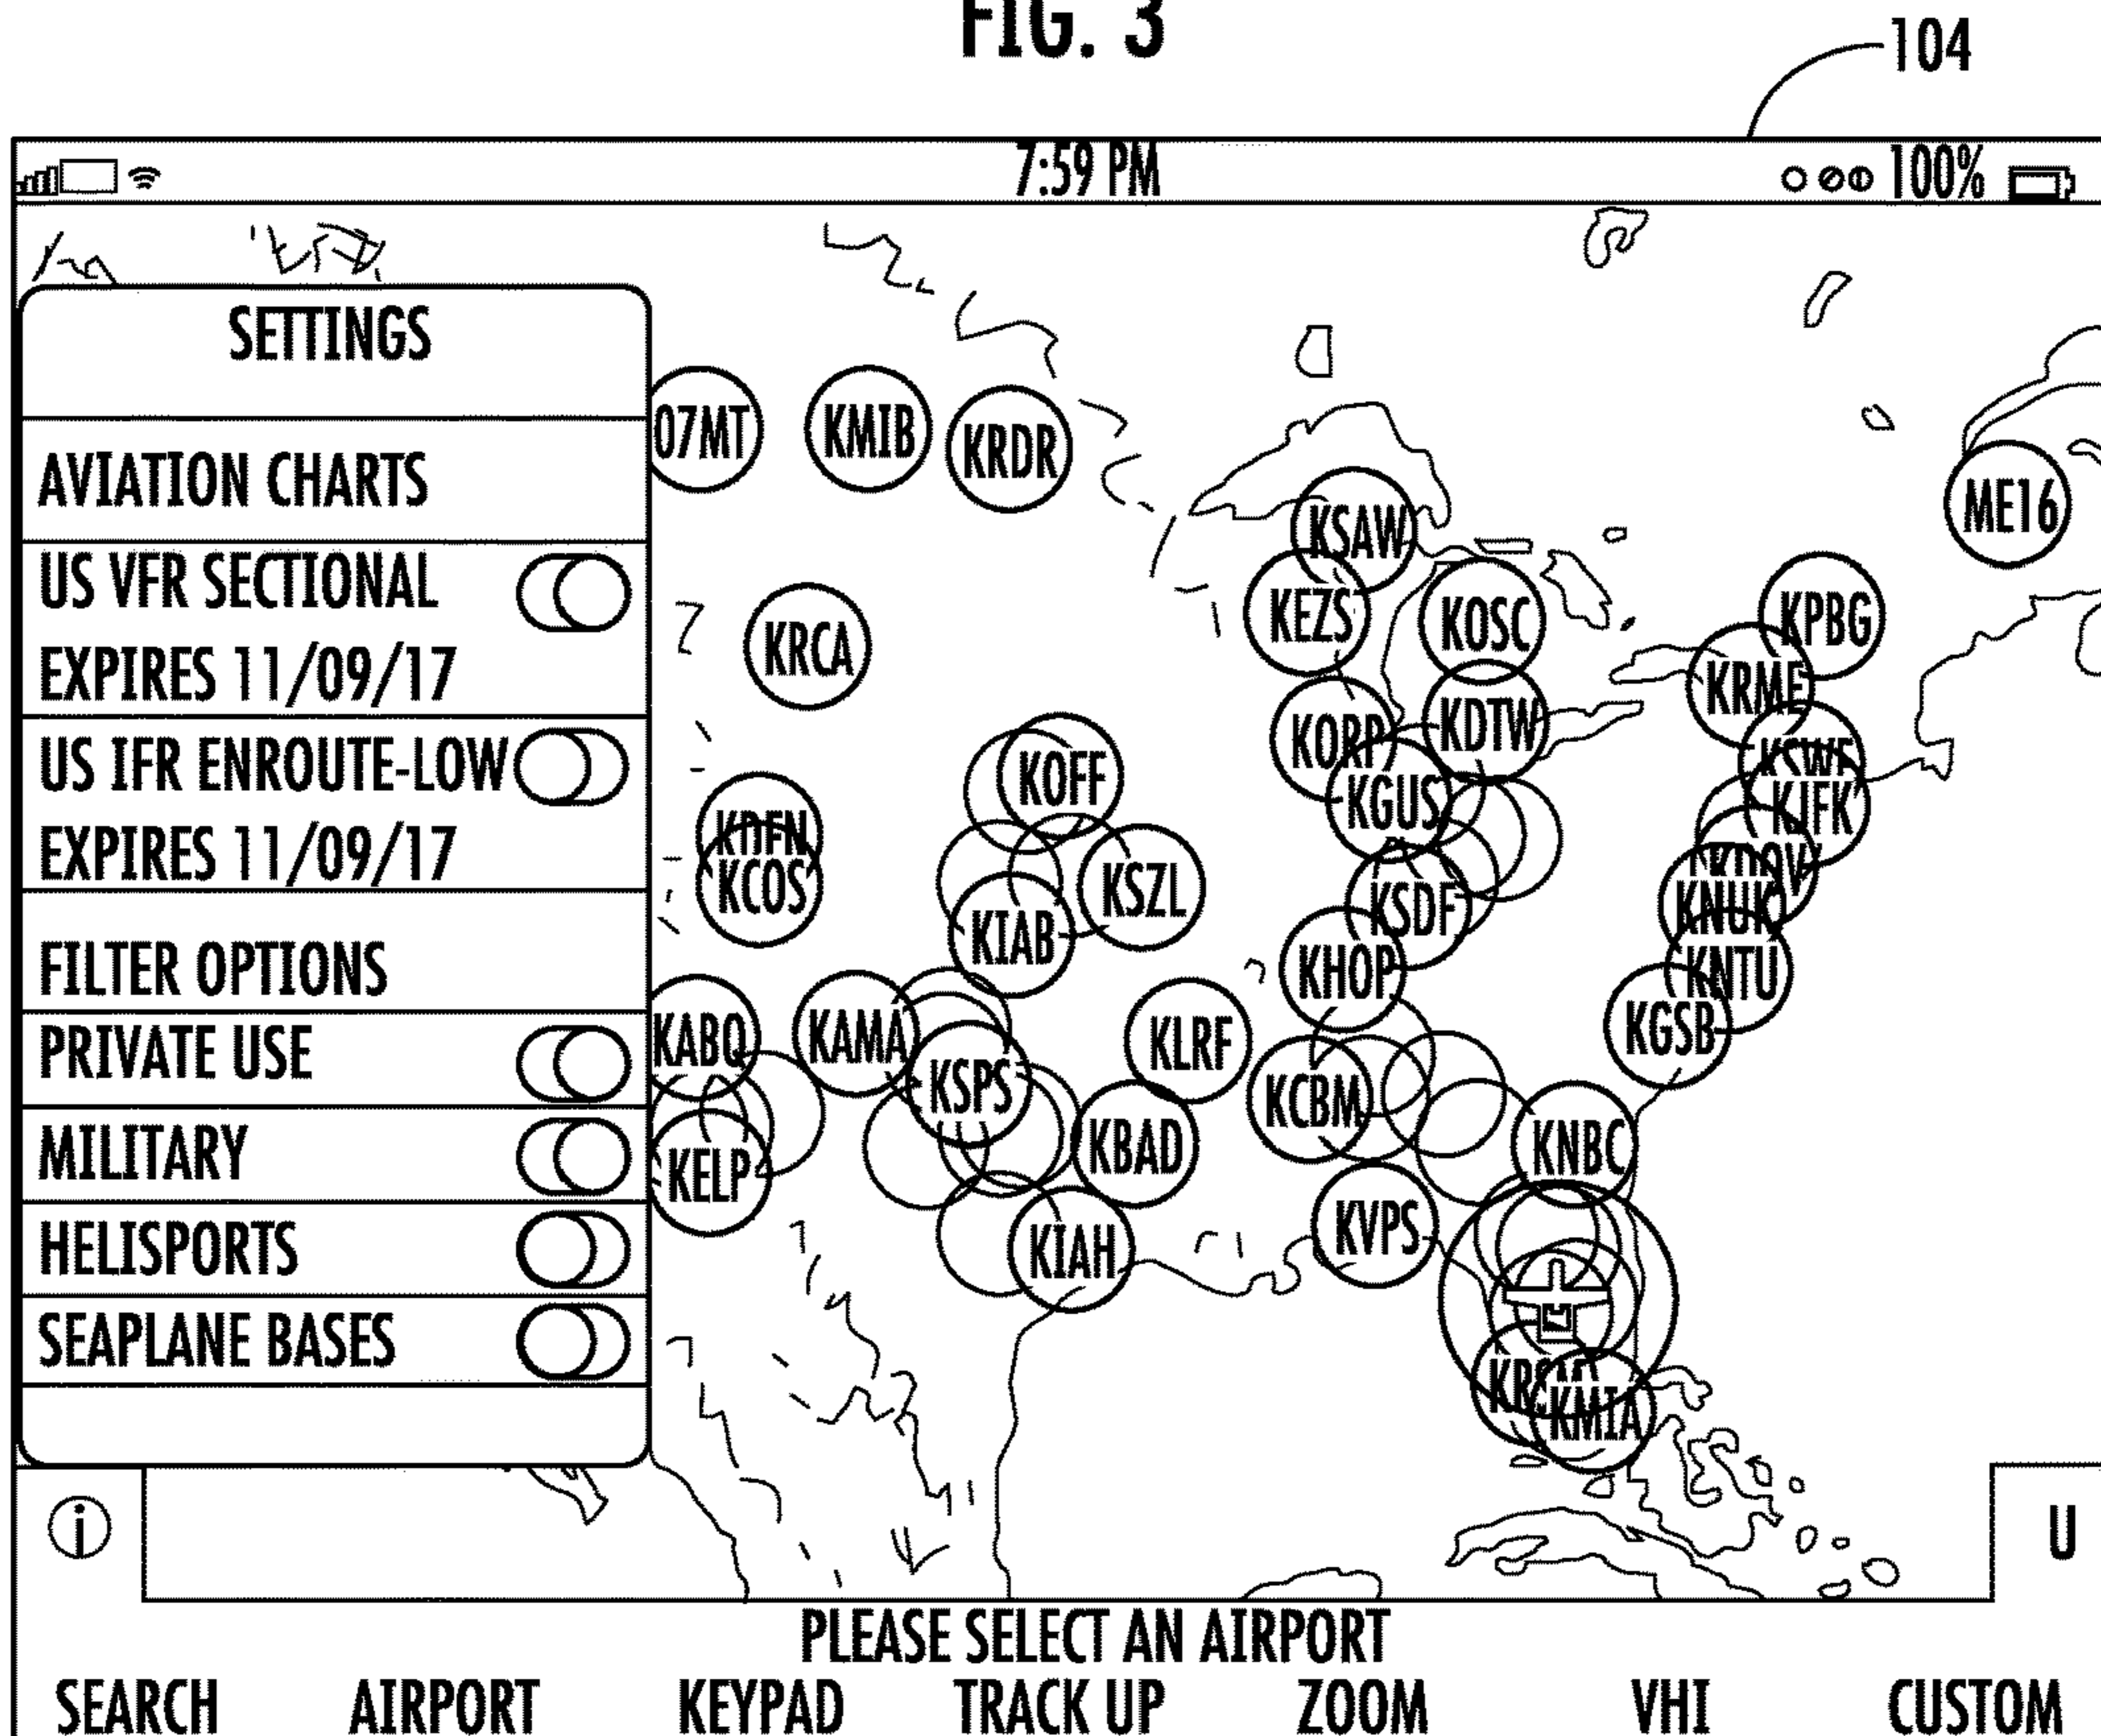 FIG. 3
104
7:59 PM
100%
SETTINGS
AVIATION CHARTS
US VFR SECTIONAL
EXPIRES 11/09/17
US IFR ENROUTE-LOW
EXPIRES 11/09/17
FILTER OPTIONS
PRIVATE USE
MILITARY
HELISPORTS
SEAPLANE BASES
07MT
KMIB
KRDR
KSAW
ME16
KEZS
KOSC
KPBG
KRCA
KRME
KORP
KDTW
KSWF
KOFF
KGUS
KJFK
KCOS
KSZL
KSDF
KNUK
KIAB
KHOP
KNTU
KABQ
KAMA
KLRF
KGSB
KSPS
KCBM
KBAD
KNBC
KELP
KVPS
KIAH
KMIA
i
U
PLEASE SELECT AN AIRPORT
SEARCH AIRPORT KEYPAD TRACK UP ZOOM VHI CUSTOM